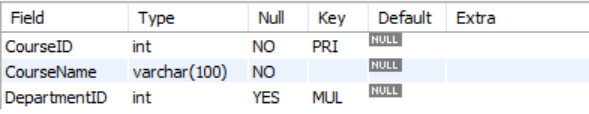 Field Type Null Key Default Extra
CourseID int NO PRI NULL
CourseName varchar(100) NO NULL
DepartmentID int YES MUL NULL